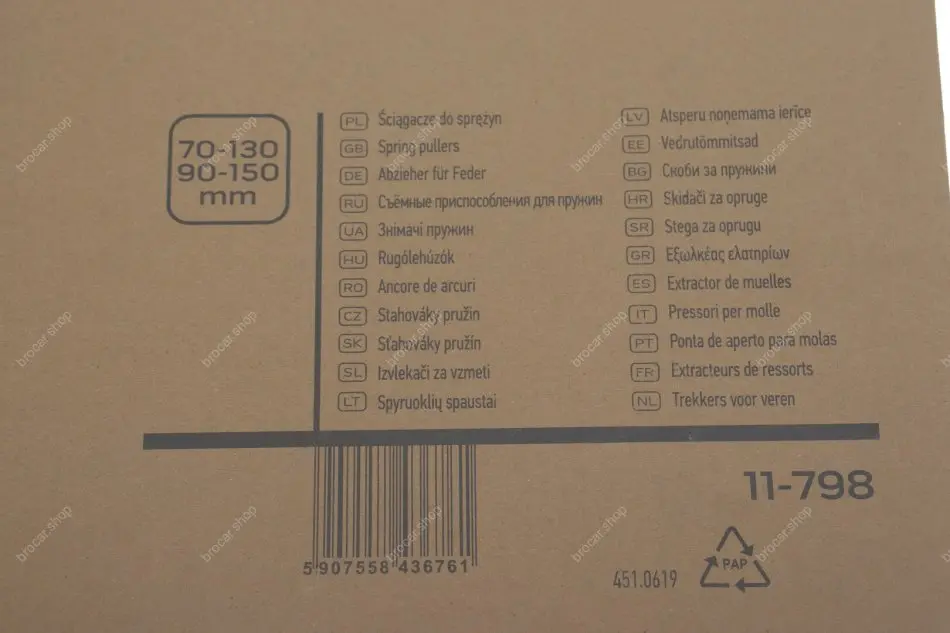 70-130
90-150
mm
PL Ściągacze do sprężyn
GB Spring pullers
DE Abzieher für Feder
RU Съёмные приспособления для пружин
UA Знімачі пружин
HU Rugólehúzók
RO Ancore de arcuri
CZ Stahováky pružin
SK Sťahováky pružín
SL Izvlekači za vzmeti
LT Spyruoklių spaustai
LV Atsperu noņemama ierīce
EE Vedrutõmmitsad
BG Скоби за пружини
HR Skidači za opruge
SR Stega za oprugu
GR Εξωλκέας ελατηρίων
ES Extractor de muelles
IT Pressori per molle
PT Ponta de aperto para molas
FR Extracteurs de ressorts
NL Trekkers voor veren
11-798
5 907558 436761
451.0619
PAP
brocar.shop